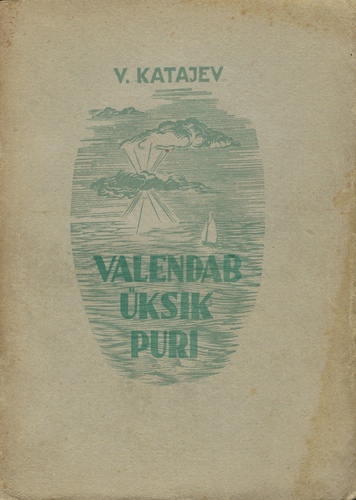 V. KATAJEV
VALENDAB
ÜKSIK
PURI